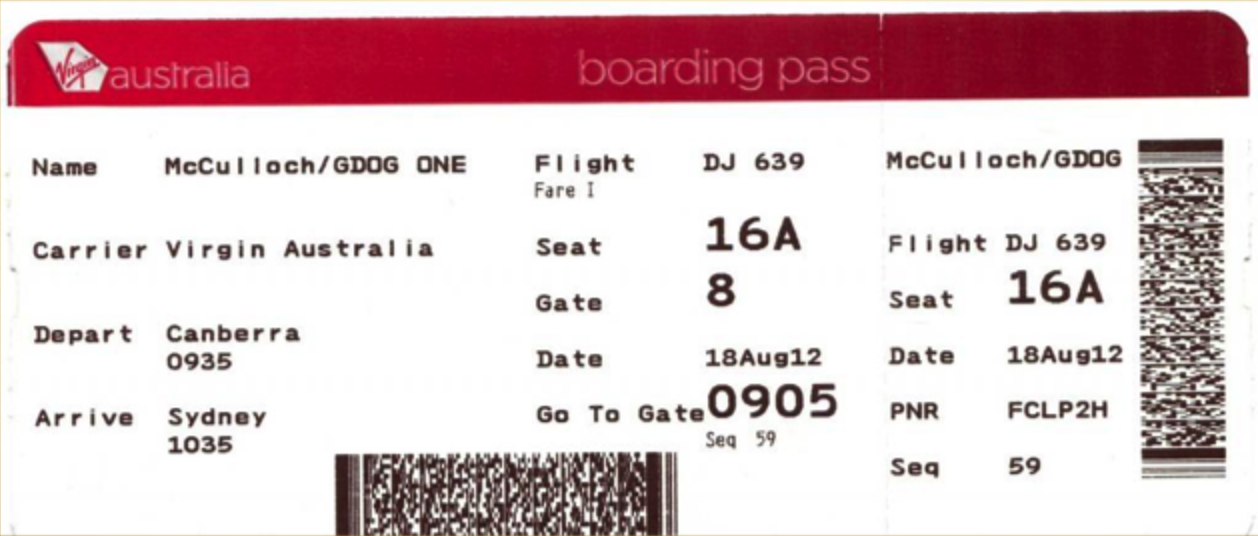 Virgin australia
boarding pass
Name McCulloch/GDOG ONE
Carrier Virgin Australia
Depart Canberra
0935
Arrive Sydney
1035
Flight DJ 639
Fare I
Seat 16A
Gate 8
Date 18Aug12
Go To Gate 0905
Seq 59
McCulloch/GDOG
Flight DJ 639
Seat 16A
Date 18Aug12
PNR FCLP2H
Seq 59